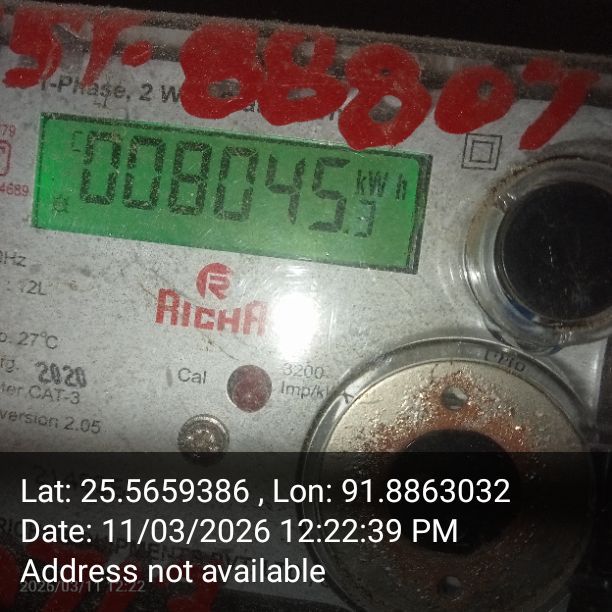 ST-88807
1-Phase, 2 W
008045.3 kWh
4689
Hz
12L
RICHA
27°C
2020
Cal
3200
Imp/k
CAT-3
version 2.05
Lat: 25.5659386 , Lon: 91.8863032
Date: 11/03/2026 12:22:39 PM
Address not available
2026/03/11 12:22